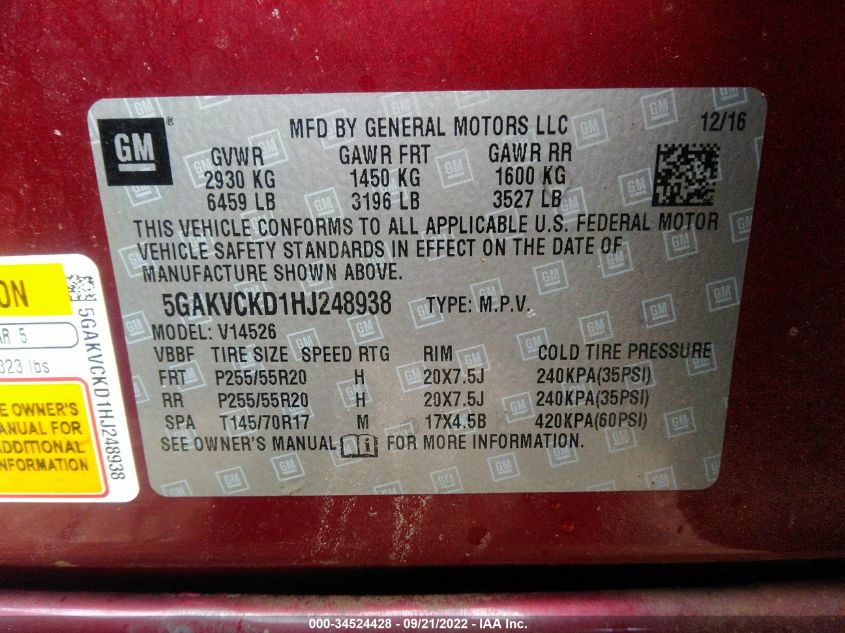 GM ®
MFD BY GENERAL MOTORS LLC
12/16
GVWR GAWR FRT GAWR RR
2930 KG 1450 KG 1600 KG
6459 LB 3196 LB 3527 LB
THIS VEHICLE CONFORMS TO ALL APPLICABLE U.S. FEDERAL MOTOR
VEHICLE SAFETY STANDARDS IN EFFECT ON THE DATE OF
MANUFACTURE SHOWN ABOVE.
5GAKVCKD1HJ248938 TYPE: M.P.V.
MODEL: V14526
VBBF TIRE SIZE SPEED RTG RIM COLD TIRE PRESSURE
FRT P255/55R20 H 20X7.5J 240KPA(35PSI)
RR P255/55R20 H 20X7.5J 240KPA(35PSI)
SPA T145/70R17 M 17X4.5B 420KPA(60PSI)
SEE OWNER'S MANUAL FOR MORE INFORMATION.
ON
AR 5
323 lbs
E OWNER'S
ANUAL FOR
ADDITIONAL
NFORMATION
5GAKVCKD1HJ248938
000-34524428 - 09/21/2022 - IAA Inc.